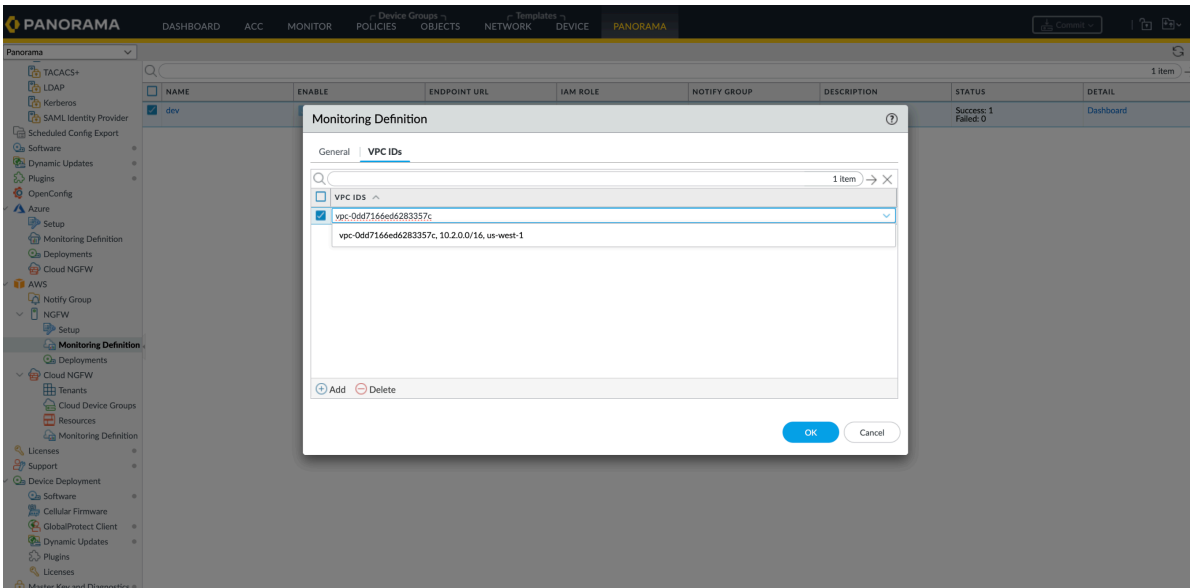 PANORAMA
DASHBOARD
ACC
MONITOR
Device Groups
POLICIES
OBJECTS
Templates
NETWORK
DEVICE
PANORAMA
Commit
Panorama
TACACS+
LDAP
Kerberos
SAML Identity Provider
Scheduled Config Export
Software
Dynamic Updates
Plugins
OpenConfig
Azure
Setup
Monitoring Definition
Deployments
Cloud NGFW
AWS
Notify Group
NGFW
Setup
Monitoring Definition
Deployments
Cloud NGFW
Tenants
Cloud Device Groups
Resources
Monitoring Definition
Licenses
Support
Device Deployment
Software
Cellular Firmware
GlobalProtect Client
Dynamic Updates
Plugins
Licenses
Master Key and Diagnostics
1 item
NAME
ENABLE
ENDPOINT URL
IAM ROLE
NOTIFY GROUP
DESCRIPTION
STATUS
DETAIL
dev
Success: 1
Failed: 0
Dashboard
Monitoring Definition
General
VPC IDs
1 item
VPC IDS
vpc-0dd7166ed6283357c
vpc-0dd7166ed6283357c, 10.2.0.0/16, us-west-1
Add
Delete
OK
Cancel